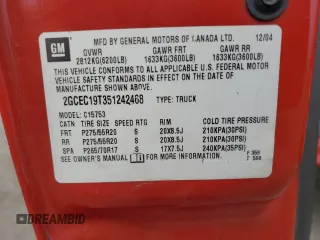 GM
MFD BY GENERAL MOTORS OF CANADA LTD. 12/04
GVWR GAWR FRT GAWR RR
2812KG(6200LB) 1633KG(3600LB) 1633KG(3600LB)
THIS VEHICLE CONFORMS TO ALL APPLICABLE U.S. FEDERAL MOTOR
VEHICLE SAFETY STANDARDS IN EFFECT ON THE DATE OF
MANUFACTURE SHOWN ABOVE.
2GCEC19T351242468 TYPE: TRUCK
MODEL: C15753
CATN TIRE SIZE SPEED RTG RIM COLD TIRE PRESSURE
FRT P275/55R20 S 20X8.5J 210KPA(30PSI)
RR P275/55R20 S 20X8.5J 210KPA(30PSI)
SPA P265/70R17 S 17X7.5J 240KPA(35PSI)
SEE OWNER'S MANUAL FOR ADDITIONAL INFORMATION
STATBID